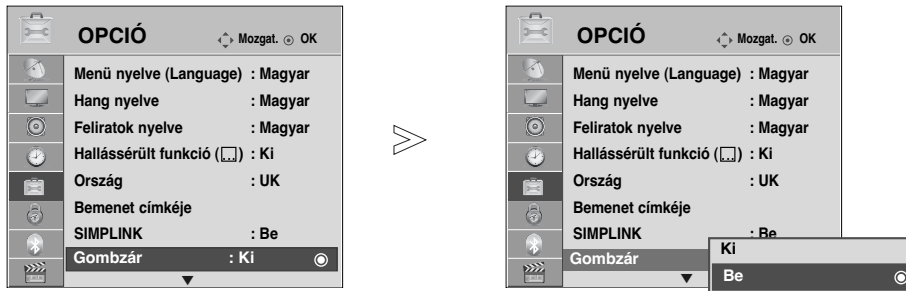 OPCIÓ Mozgat. OK
Menü nyelve (Language) : Magyar
Hang nyelve : Magyar
Feliratok nyelve : Magyar
Hallássérült funkció ( ) : Ki
Ország : UK
Bemenet címkéje
SIMPLINK : Be
Gombzár : Ki
OPCIÓ Mozgat. OK
Menü nyelve (Language) : Magyar
Hang nyelve : Magyar
Feliratok nyelve : Magyar
Hallássérült funkció ( ) : Ki
Ország : UK
Bemenet címkéje
SIMPLINK : Be
Gombzár
Ki
Be